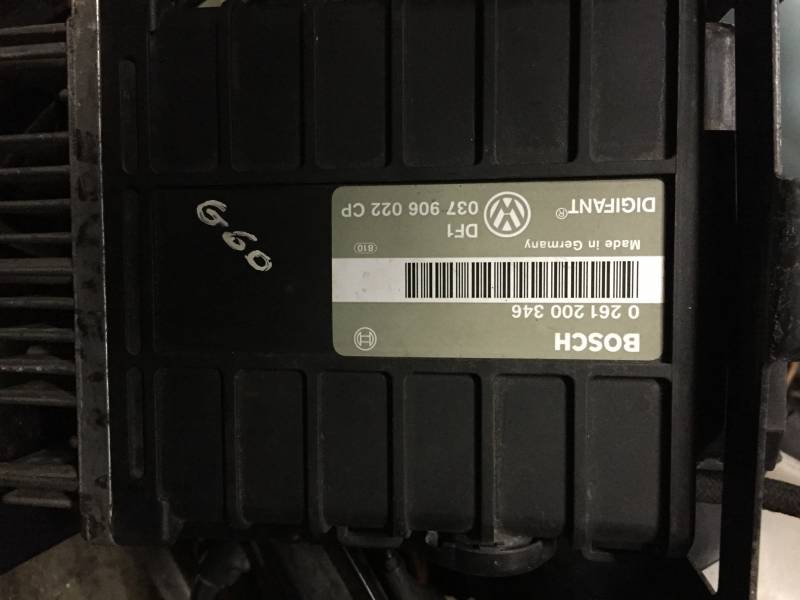 BOSCH
0 261 200 346
Made in Germany
810
DIGIFANT®
DF1
037 906 022 CP
G60